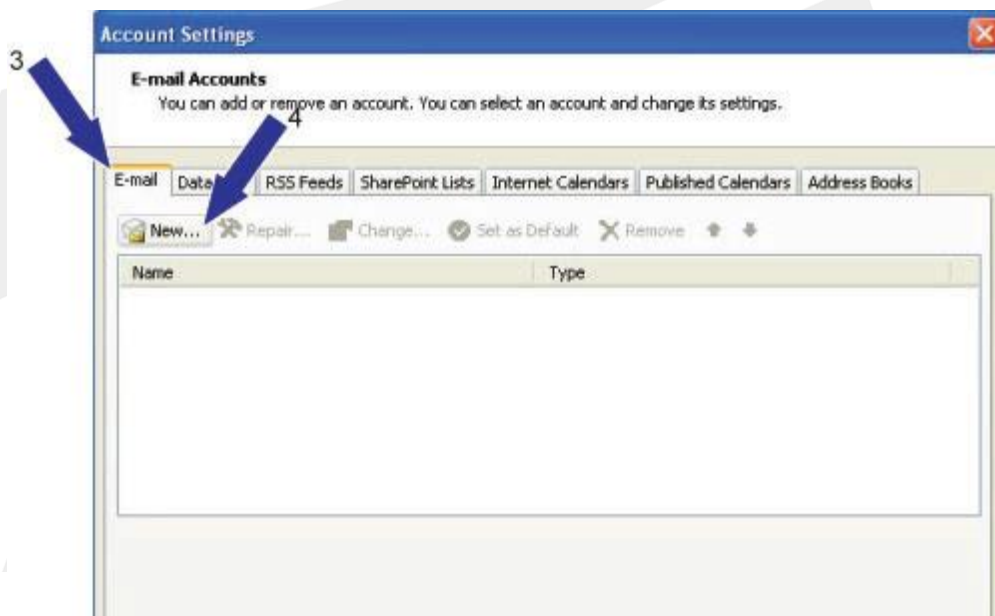 Account Settings
3
E-mail Accounts
You can add or remove an account. You can select an account and change its settings.
4
E-mail Data RSS Feeds SharePoint Lists Internet Calendars Published Calendars Address Books
New... Repair... Change... Set as Default Remove
Name Type